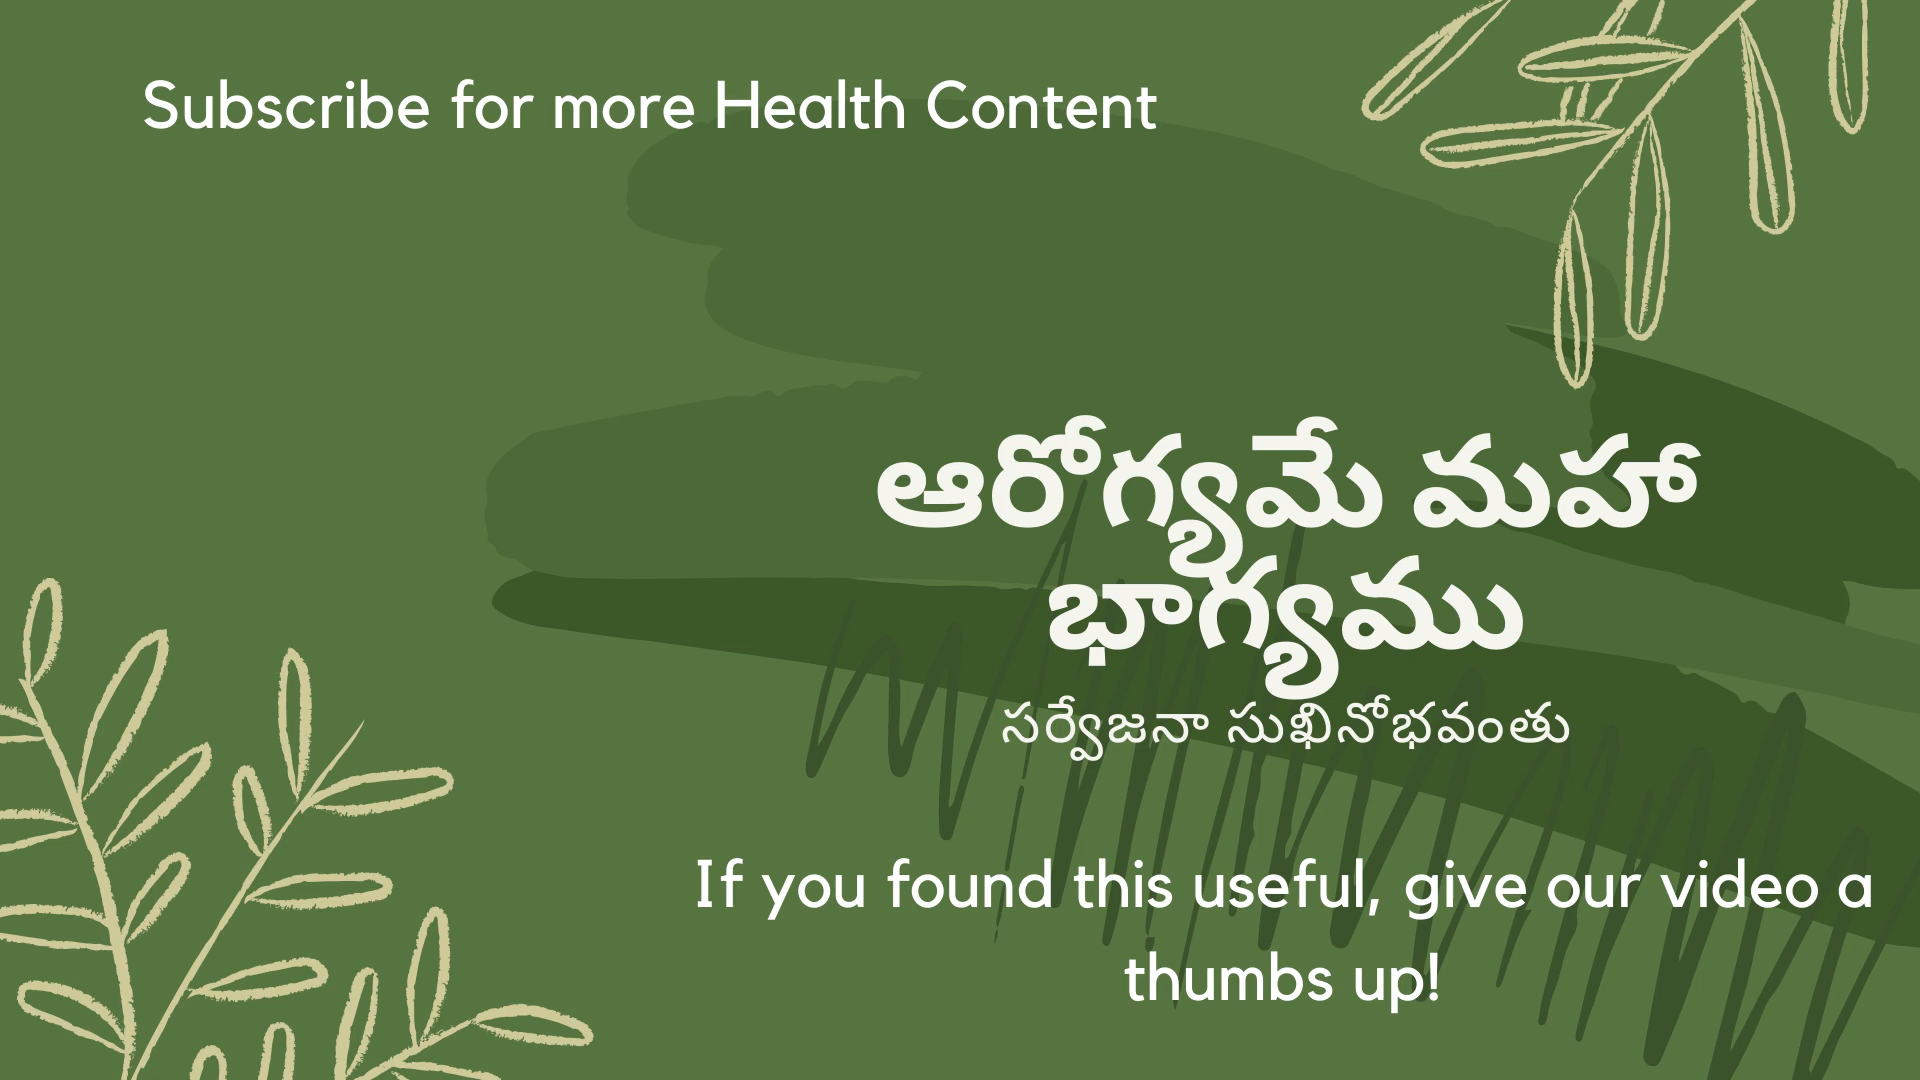 Subscribe for more Health Content
ఆరోగ్యమే మహా
భాగ్యము
సర్వేజనా సుఖినోభవంతు
If you found this useful, give our video a
thumbs up!